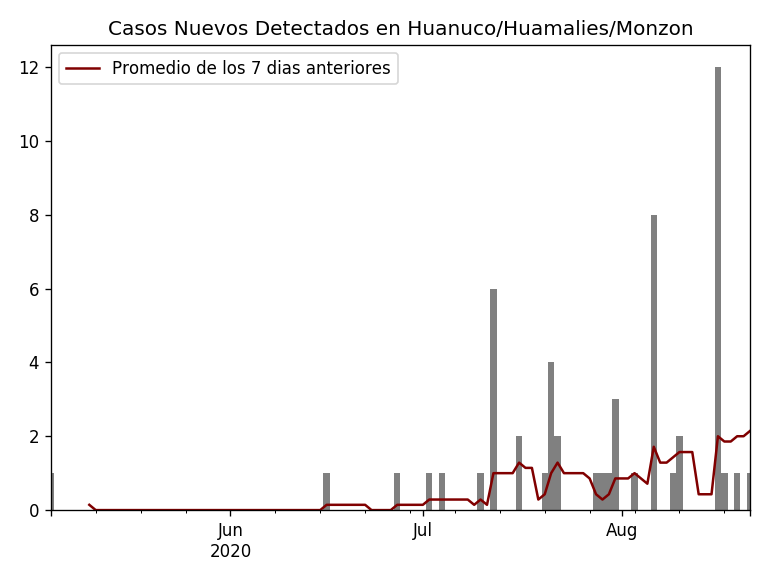 Casos Nuevos Detectados en Huanuco/Huamalies/Monzon
Promedio de los 7 dias anteriores
12
10
8
6
4
2
0
Jun
2020
Jul
Aug